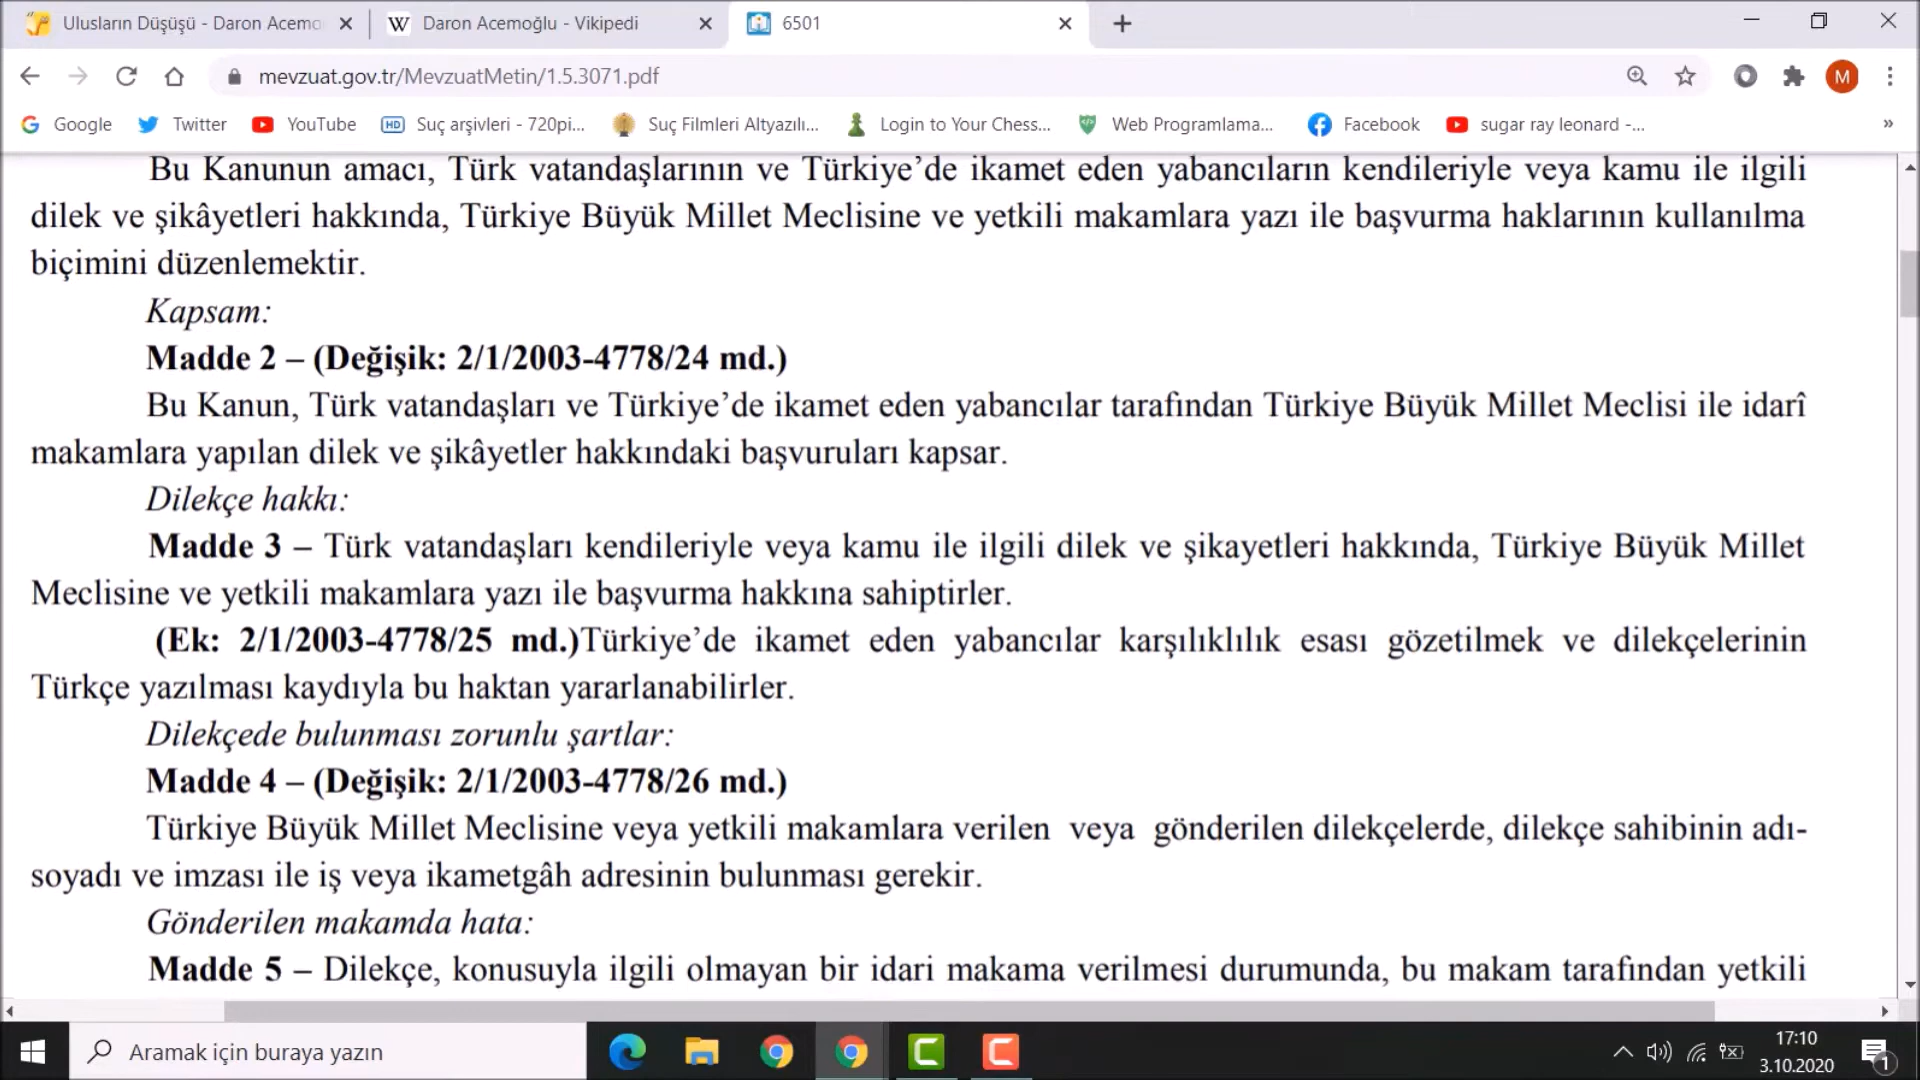 Ulusların Düşüşü - Daron Acemo
Daron Acemoğlu - Vikipedi
6501
mevzuat.gov.tr/MevzuatMetin/1.5.3071.pdf
M
Google
Twitter
YouTube
HD Suç arşivleri - 720pi...
Suç Filmleri Altyazılı...
Login to Your Chess...
Web Programlama...
Facebook
sugar ray leonard -...
Bu Kanunun amacı, Türk vatandaşlarının ve Türkiye’de ikamet eden yabancıların kendileriyle veya kamu ile ilgili
dilek ve şikâyetleri hakkında, Türkiye Büyük Millet Meclisine ve yetkili makamlara yazı ile başvurma haklarının kullanılma
biçimini düzenlemektir.
Kapsam:
Madde 2 – (Değişik: 2/1/2003-4778/24 md.)
Bu Kanun, Türk vatandaşları ve Türkiye’de ikamet eden yabancılar tarafından Türkiye Büyük Millet Meclisi ile idarî
makamlara yapılan dilek ve şikâyetler hakkındaki başvuruları kapsar.
Dilekçe hakkı:
Madde 3 – Türk vatandaşları kendileriyle veya kamu ile ilgili dilek ve şikayetleri hakkında, Türkiye Büyük Millet
Meclisine ve yetkili makamlara yazı ile başvurma hakkına sahiptirler.
(Ek: 2/1/2003-4778/25 md.)Türkiye’de ikamet eden yabancılar karşılıklılık esası gözetilmek ve dilekçelerinin
Türkçe yazılması kaydıyla bu haktan yararlanabilirler.
Dilekçede bulunması zorunlu şartlar:
Madde 4 – (Değişik: 2/1/2003-4778/26 md.)
Türkiye Büyük Millet Meclisine veya yetkili makamlara verilen veya gönderilen dilekçelerde, dilekçe sahibinin adı-
soyadı ve imzası ile iş veya ikametgâh adresinin bulunması gerekir.
Gönderilen makamda hata:
Madde 5 – Dilekçe, konusuyla ilgili olmayan bir idari makama verilmesi durumunda, bu makam tarafından yetkili
Aramak için buraya yazın
17:10
3.10.2020
1